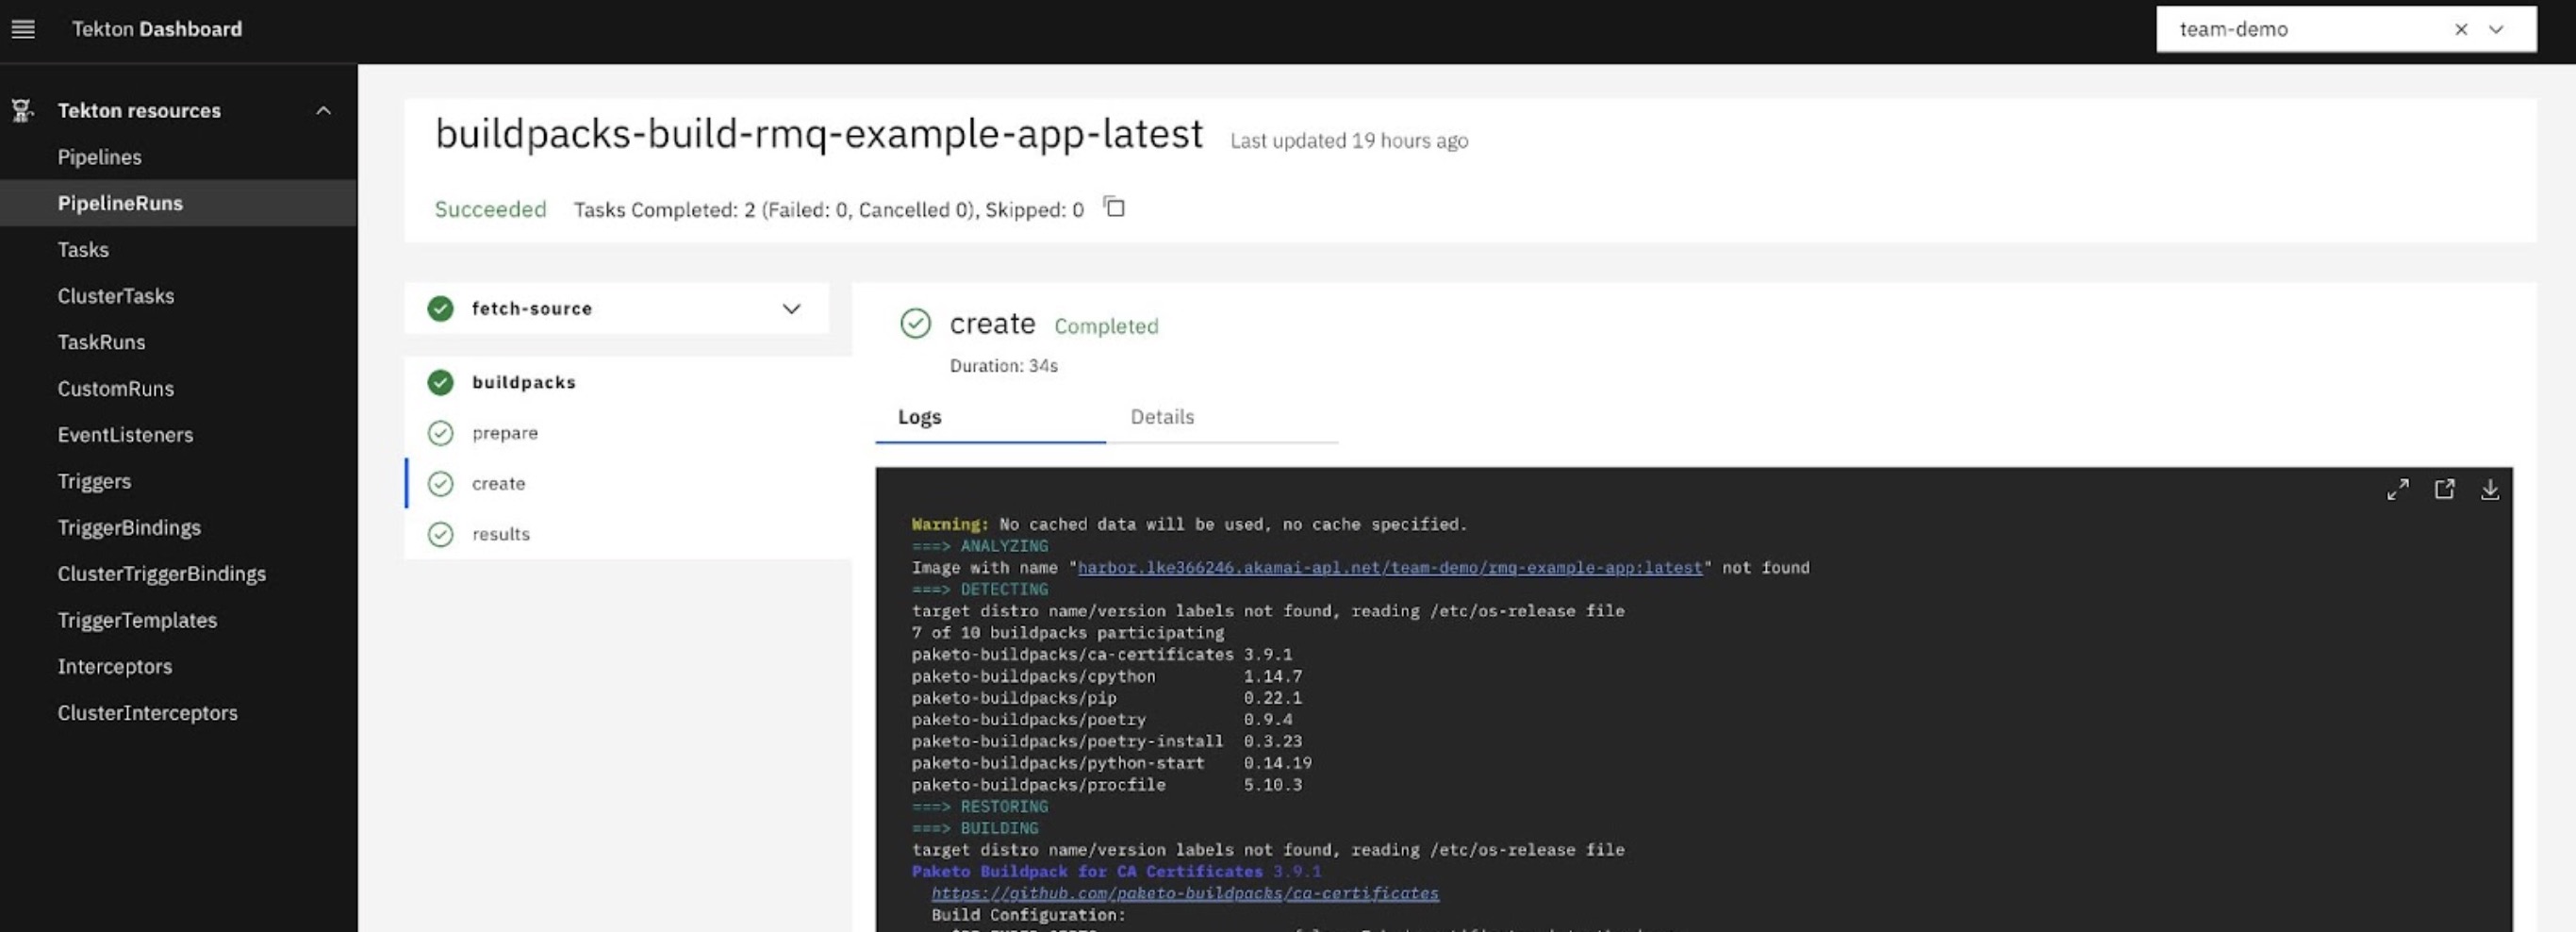 Tekton Dashboard
team-demo
Tekton resources
Pipelines
PipelineRuns
Tasks
ClusterTasks
TaskRuns
CustomRuns
EventListeners
Triggers
TriggerBindings
ClusterTriggerBindings
TriggerTemplates
Interceptors
ClusterInterceptors
buildpacks-build-rmq-example-app-latest Last updated 19 hours ago
Succeeded Tasks Completed: 2 (Failed: 0, Cancelled 0), Skipped: 0
fetch-source
buildpacks
prepare
create
results
create Completed
Duration: 34s
Logs Details
Warning: No cached data will be used, no cache specified.
===> ANALYZING
Image with name "harbor.lke366246.akamai-apl.net/team-demo/rmq-example-app:latest" not found
===> DETECTING
target distro name/version labels not found, reading /etc/os-release file
7 of 10 buildpacks participating
paketo-buildpacks/ca-certificates 3.9.1
paketo-buildpacks/cpython 1.14.7
paketo-buildpacks/pip 0.22.1
paketo-buildpacks/poetry 0.9.4
paketo-buildpacks/poetry-install 0.3.23
paketo-buildpacks/python-start 0.14.19
paketo-buildpacks/procfile 5.10.3
===> RESTORING
===> BUILDING
target distro name/version labels not found, reading /etc/os-release file
Paketo Buildpack for CA Certificates 3.9.1
https://github.com/paketo-buildpacks/ca-certificates
Build Configuration: